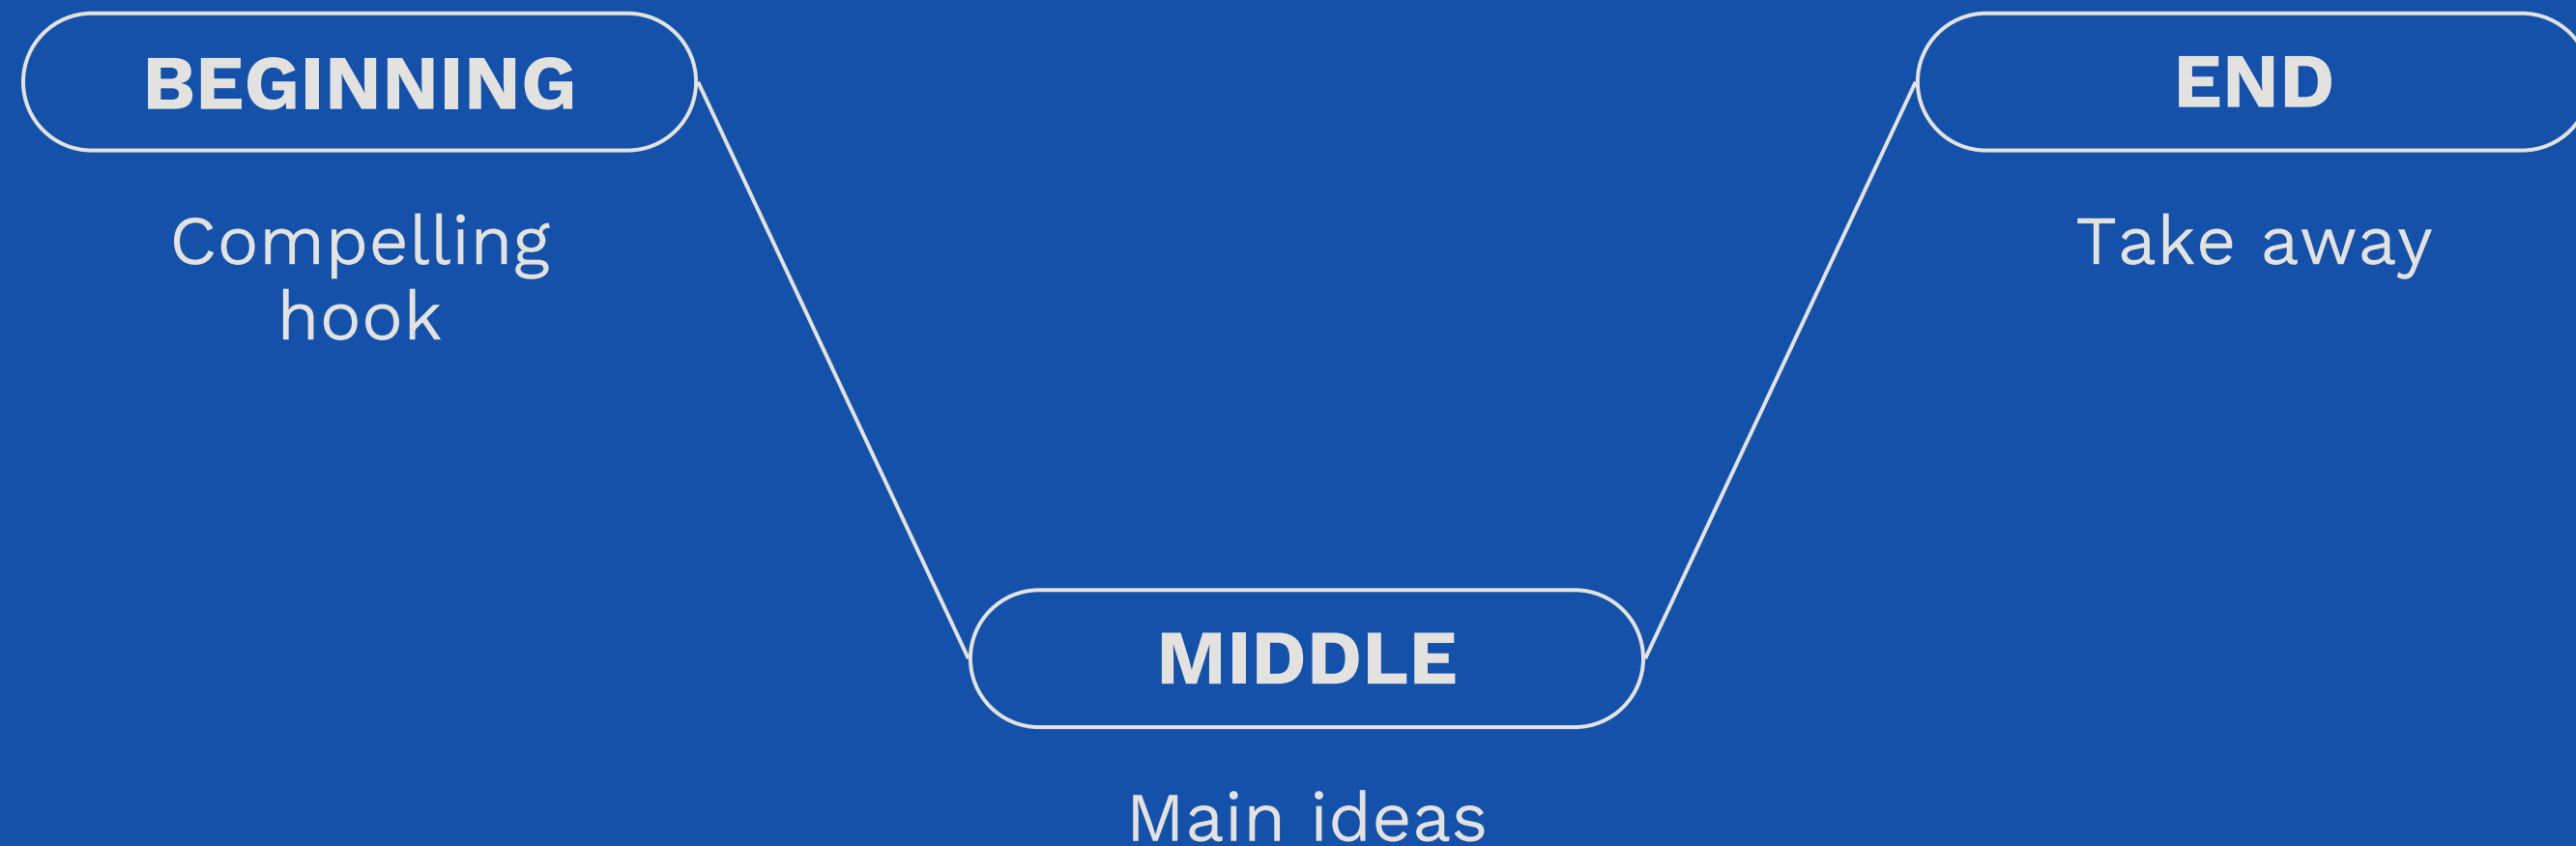 BEGINNING
Compelling
hook
MIDDLE
Main ideas
END
Take away